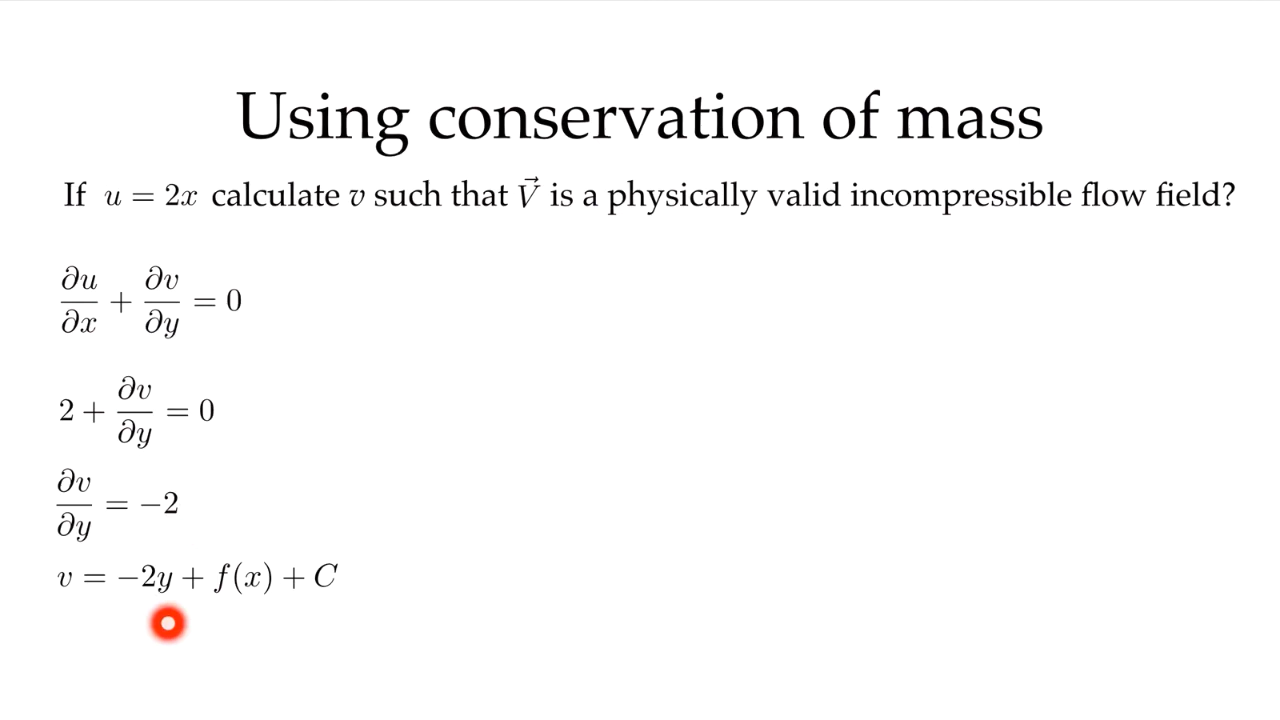 Using conservation of mass
If u = 2x calculate v such that V⃗ is a physically valid incompressible flow field?
∂u/∂x + ∂v/∂y = 0
2 + ∂v/∂y = 0
∂v/∂y = −2
v = −2y + f(x) + C